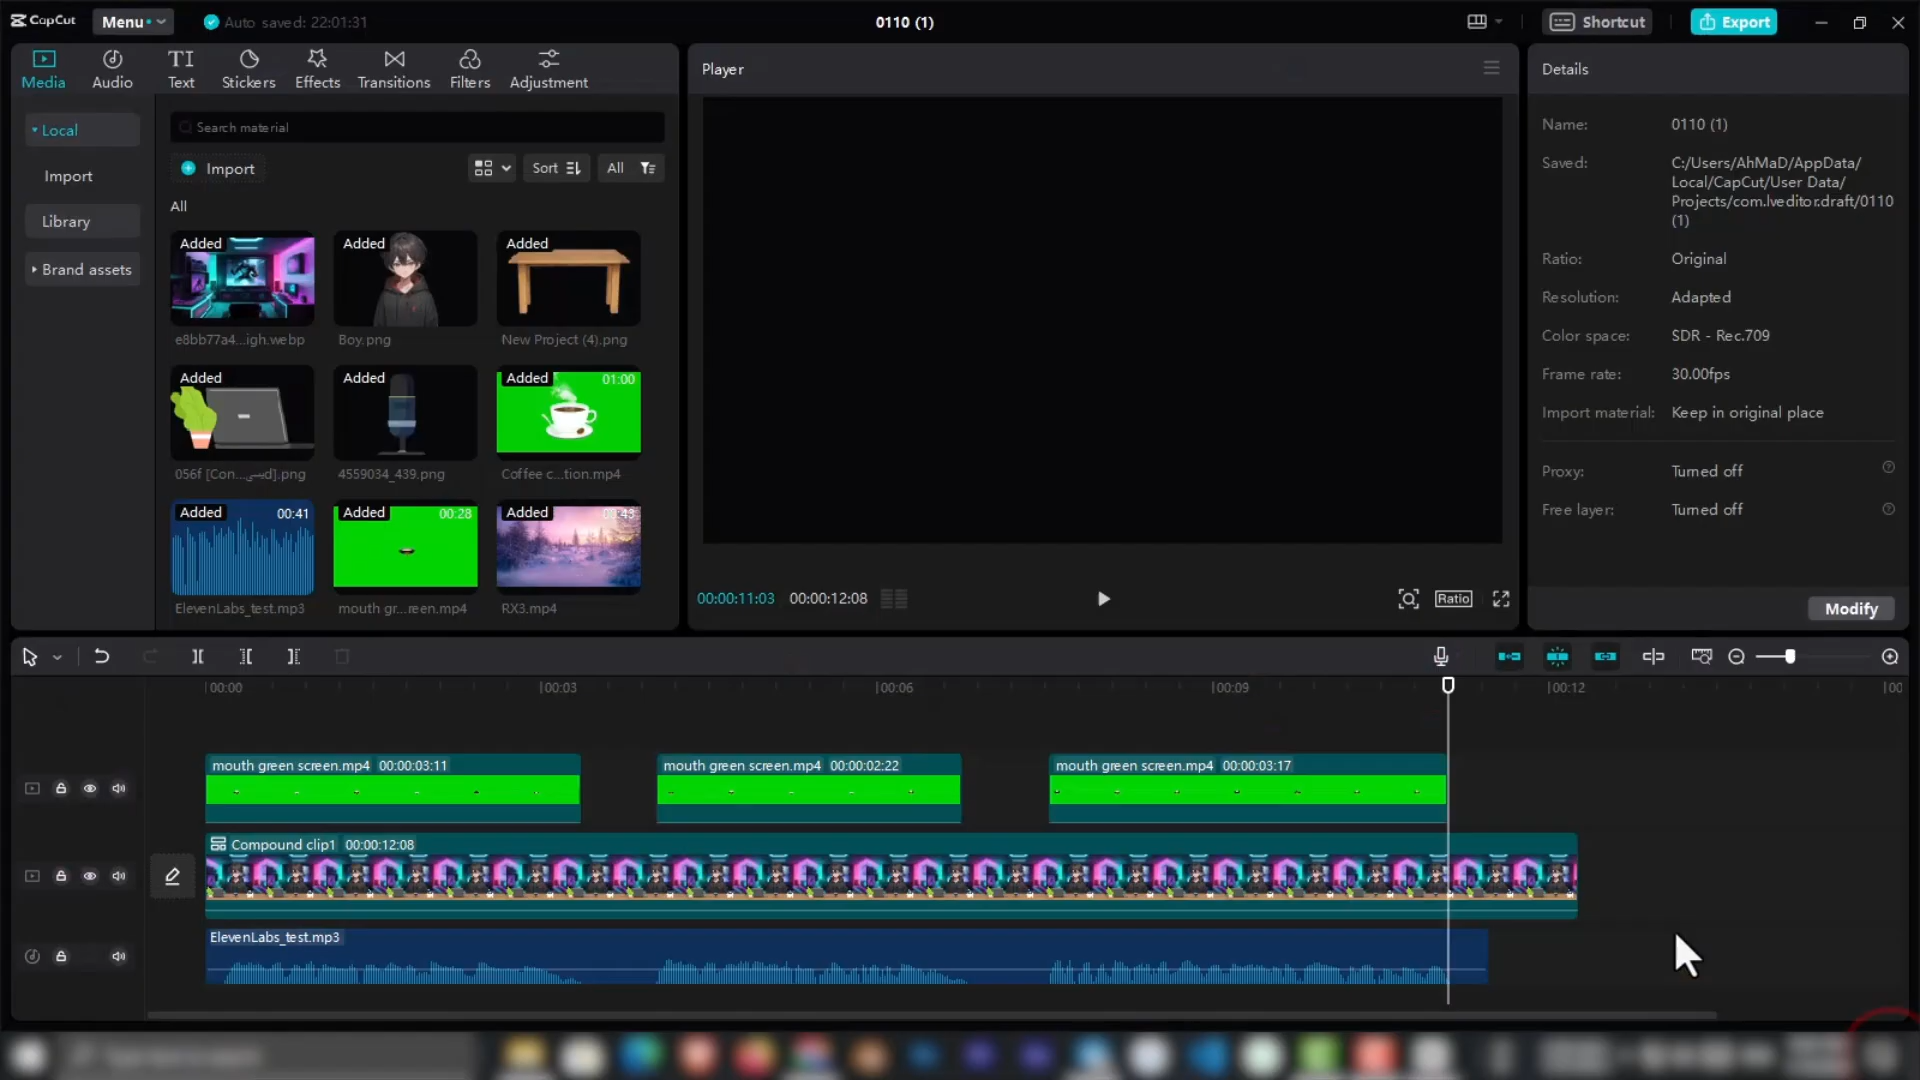 CapCut
Menu
Auto saved: 22:01:31
0110 (1)
Shortcut
Export
Media
Audio
TI
Text
Stickers
Effects
Transitions
Filters
Adjustment
Local
Import
Library
Brand assets
Search material
Import
Sort
All
All
Added
e8bb77a4...igh.webp
Added
Boy.png
Added
New Project (4).png
Added
Added
4559034_439.png
Added 01:00
Coffee c...tion.mp4
Added 00:41
ElevenLabs_test.mp3
Added 00:28
mouth gr...reen.mp4
Added 00:43
RX3.mp4
Player
00:00:11:03 00:00:12:08
Ratio
Details
Name: 0110 (1)
Saved: C:/Users/AhMaD/AppData/
Local/CapCut/User Data/
Projects/com.lveditor.draft/0110
(1)
Ratio: Original
Resolution: Adapted
Color space: SDR - Rec.709
Frame rate: 30.00fps
Import material: Keep in original place
Proxy: Turned off
Free layer: Turned off
Modify
00:00 00:03 00:06 00:09 00:12 00
mouth green screen.mp4 00:00:03:11
mouth green screen.mp4 00:00:02:22
mouth green screen.mp4 00:00:03:17
Compound clip1 00:00:12:08
ElevenLabs_test.mp3